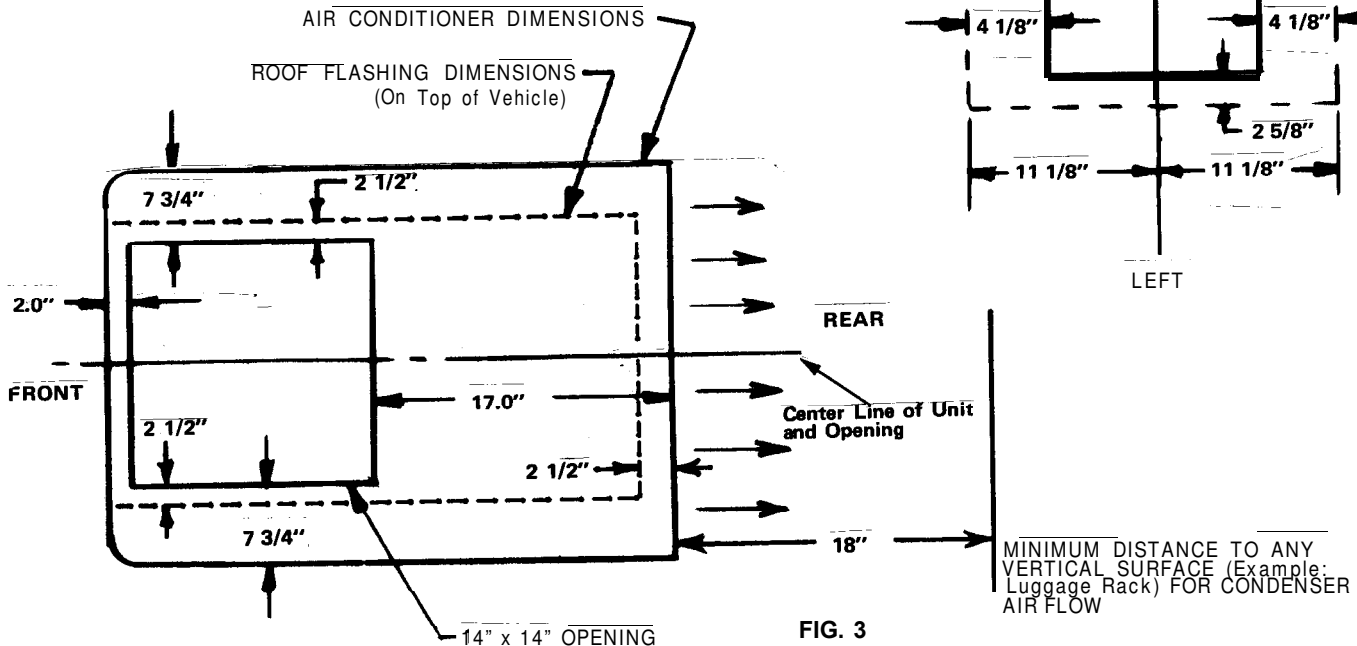 AIR CONDITIONER DIMENSIONS
ROOF FLASHING DIMENSIONS
(On Top of Vehicle)
4 1/8"
4 1/8"
2 5/8"
11 1/8"
11 1/8"
LEFT
7 3/4"
2 1/2"
2.0"
REAR
FRONT
17.0"
Center Line of Unit
and Opening
2 1/2"
2 1/2"
7 3/4"
18"
MINIMUM DISTANCE TO ANY
VERTICAL SURFACE (Example:
Luggage Rack) FOR CONDENSER
AIR FLOW
14" x 14" OPENING
FIG. 3